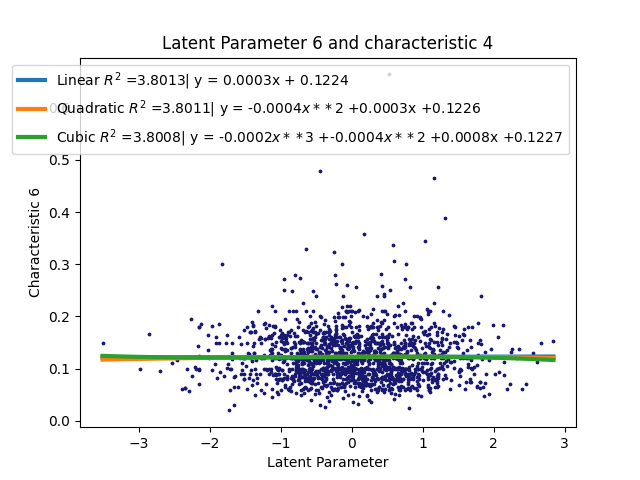 Latent Parameter 6 and characteristic 4
Linear R² =3.8013| y = 0.0003x + 0.1224
Quadratic R² =3.8011| y = -0.0004x**2 +0.0003x +0.1226
Cubic R² =3.8008| y = -0.0002x**3 +-0.0004x**2 +0.0008x +0.1227
0.5
0.4
0.3
0.2
0.1
0.0
Characteristic 6
−3 −2 −1 0 1 2 3
Latent Parameter